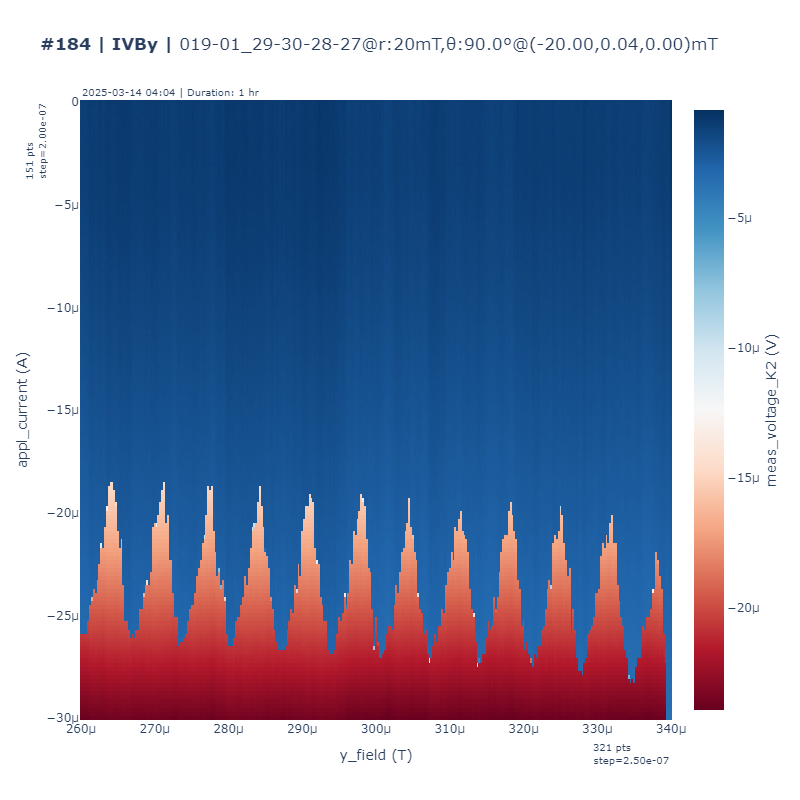 #184 | IVBy | 019-01_29-30-28-27@r:20mT,θ:90.0°@(-20.00,0.04,0.00)mT
2025-03-14 04:04 | Duration: 1 hr
151 pts
step=2.00e-07
appl_current (A)
0
−5μ
−10μ
−15μ
−20μ
−25μ
−30μ
260μ
270μ
280μ
290μ
300μ
310μ
320μ
330μ
340μ
y_field (T)
321 pts
step=2.50e-07
−5μ
−10μ
−15μ
−20μ
meas_voltage_K2 (V)